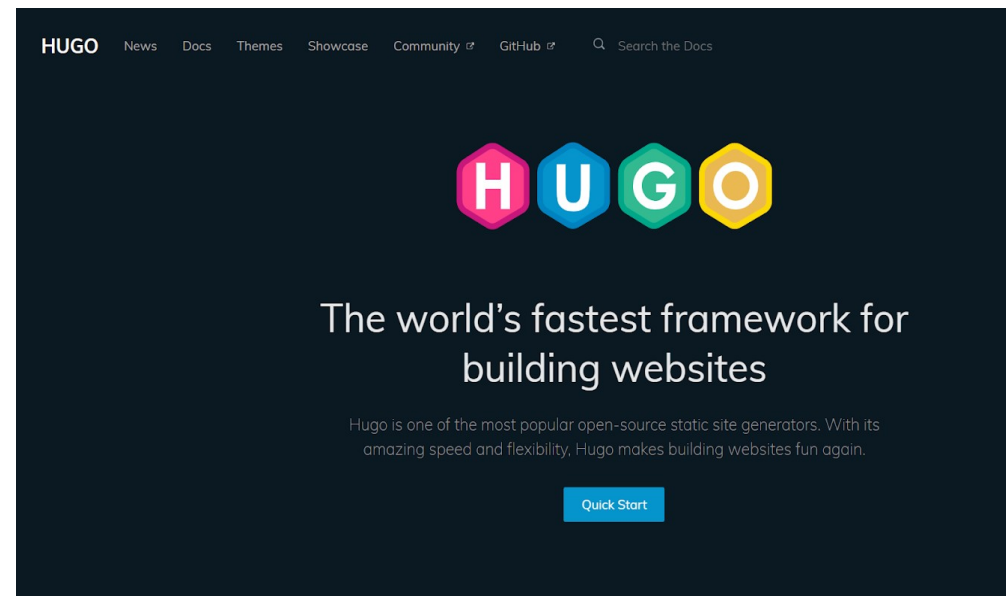 HUGO News Docs Themes Showcase Community GitHub Search the Docs
HUGO
The world's fastest framework for
building websites
Hugo is one of the most popular open-source static site generators. With its
amazing speed and flexibility, Hugo makes building websites fun again.
Quick Start